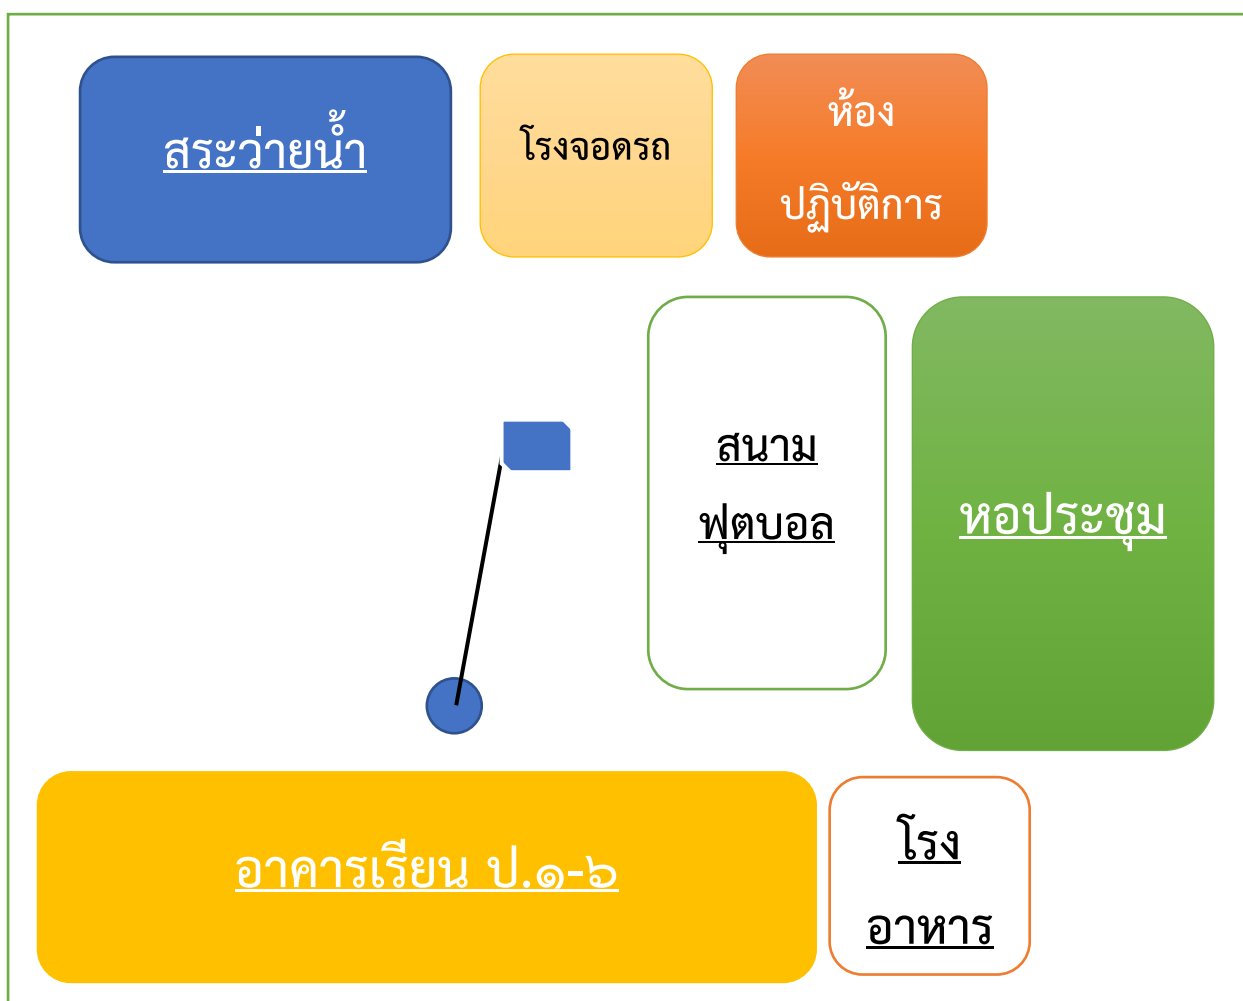 สระว่ายน้ำ
โรงจอดรถ
ห้อง
ปฏิบัติการ
สนาม
ฟุตบอล
หอประชุม
อาคารเรียน ป.๑-๖
โรง
อาหาร